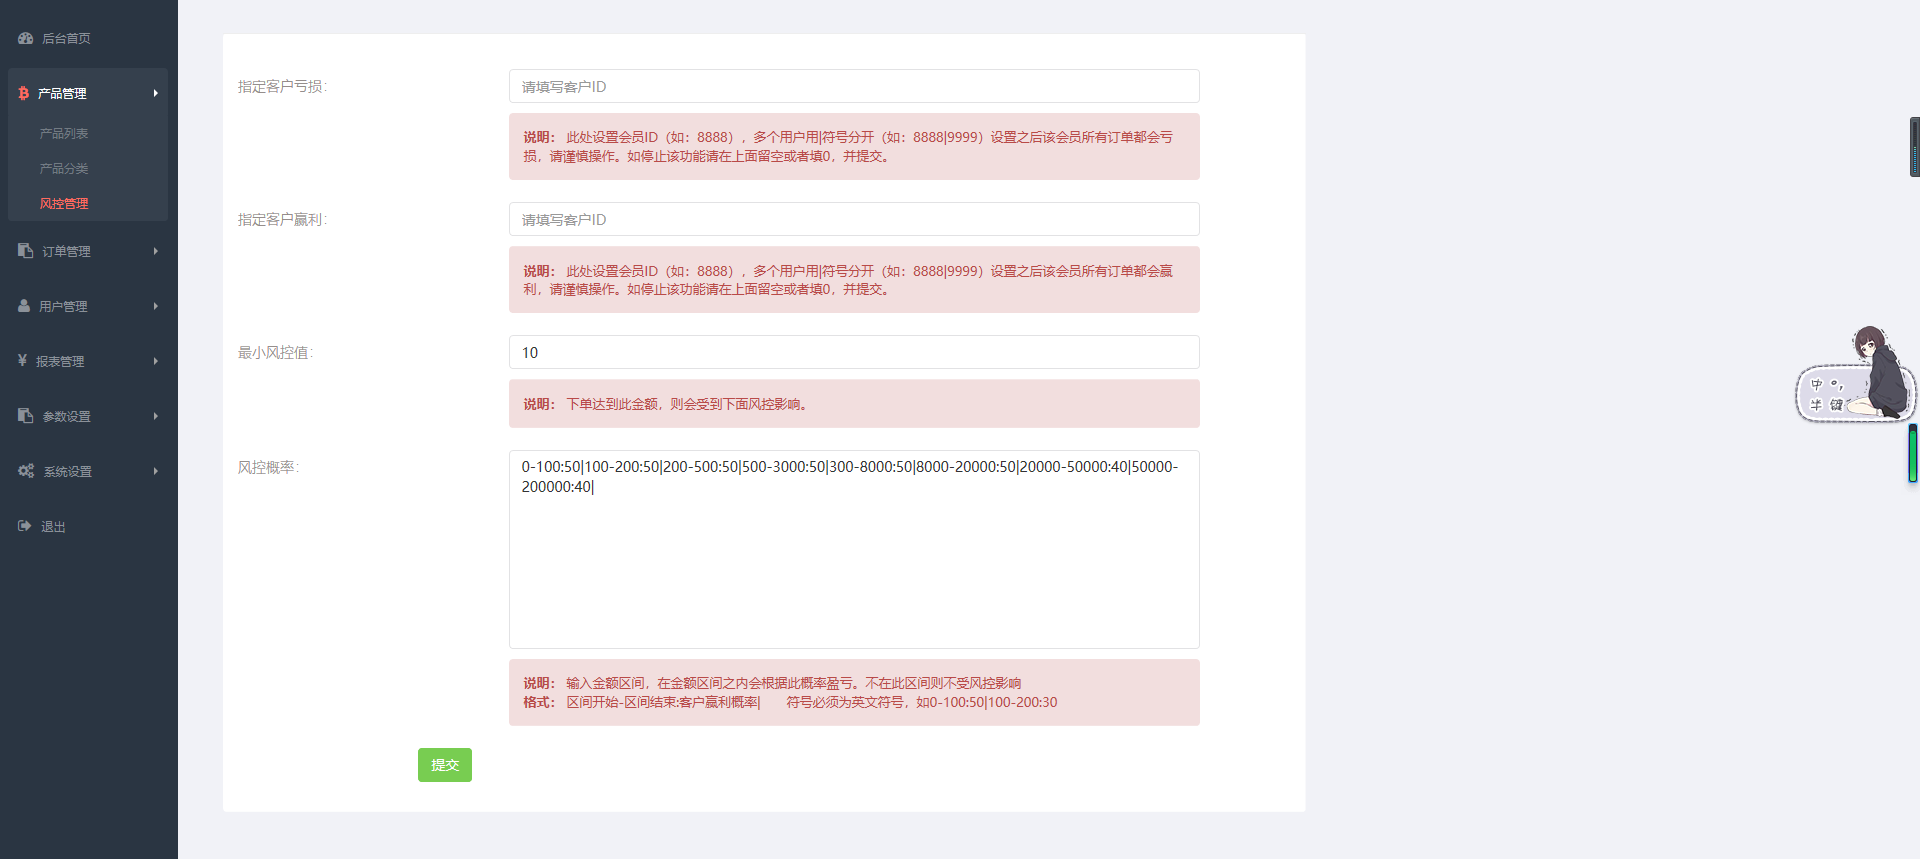 后台首页
产品管理
产品列表
产品分类
风控管理
订单管理
用户管理
报表管理
参数设置
系统设置
退出
指定客户亏损：
请填写客户ID
说明： 此处设置会员ID（如：8888），多个用户用|符号分开（如：8888|9999）设置之后该会员所有订单都会亏
损，请谨慎操作。如停止该功能请在上面留空或者填0，并提交。
指定客户赢利：
请填写客户ID
说明： 此处设置会员ID（如：8888），多个用户用|符号分开（如：8888|9999）设置之后该会员所有订单都会赢
利，请谨慎操作。如停止该功能请在上面留空或者填0，并提交。
最小风控值：
10
说明： 下单达到此金额，则会受到下面风控影响。
风控概率：
0-100:50|100-200:50|200-500:50|500-3000:50|300-8000:50|8000-20000:50|20000-50000:40|50000-
200000:40|
说明： 输入金额区间，在金额区间之内会根据此概率盈亏。不在此区间则不受风控影响
格式： 区间开始-区间结束:客户赢利概率| 符号必须为英文符号，如0-100:50|100-200:30
提交
中 °,
半 键